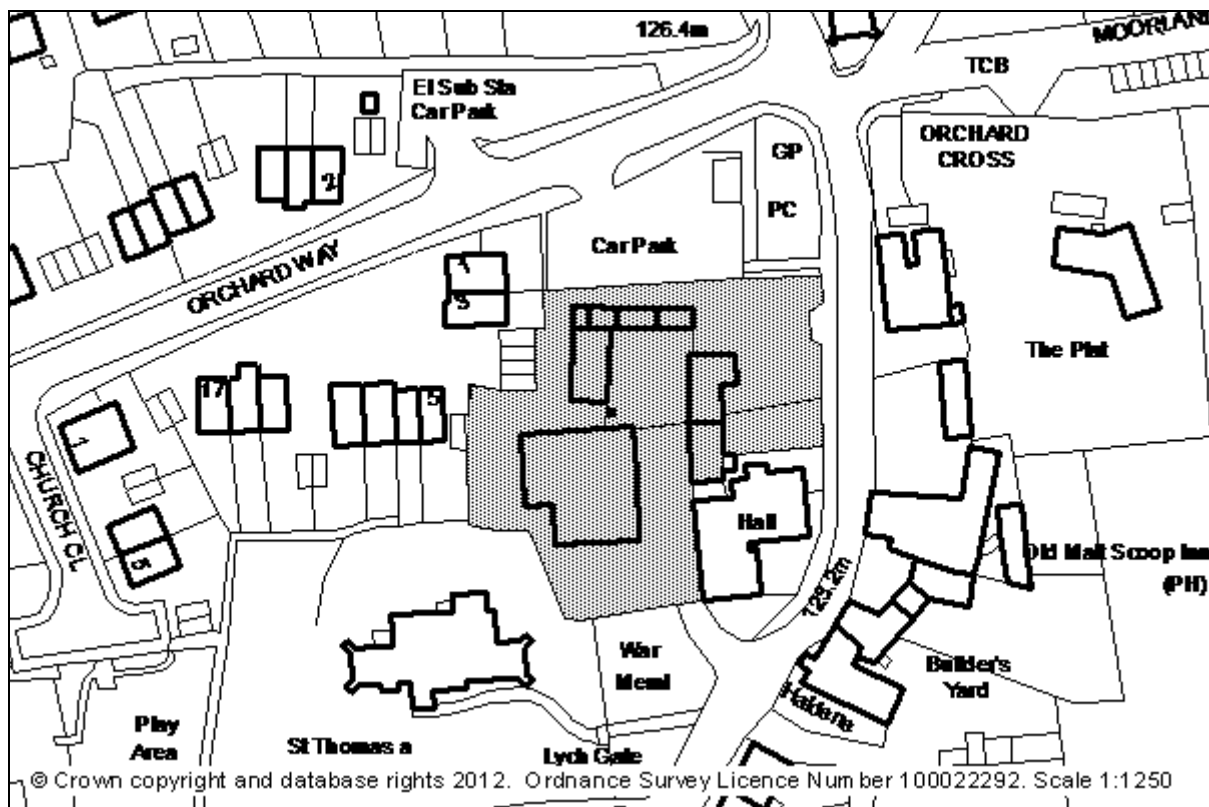 126.4m
MOORLAN
TCB
El Sub Sta
Car Park
ORCHARD
CROSS
GP
2
PC
Car Park
ORCHARD WAY
1
3
The Plat
17
5
1
CHURCH CL
Hall
Old Malt Scoop Inn
(PH)
5
123.2m
War
Meml
Builder's
Yard
Haldene
Play
Area
St Thomas a
Lych Gate
© Crown copyright and database rights 2012. Ordnance Survey Licence Number 100022292. Scale 1:1250